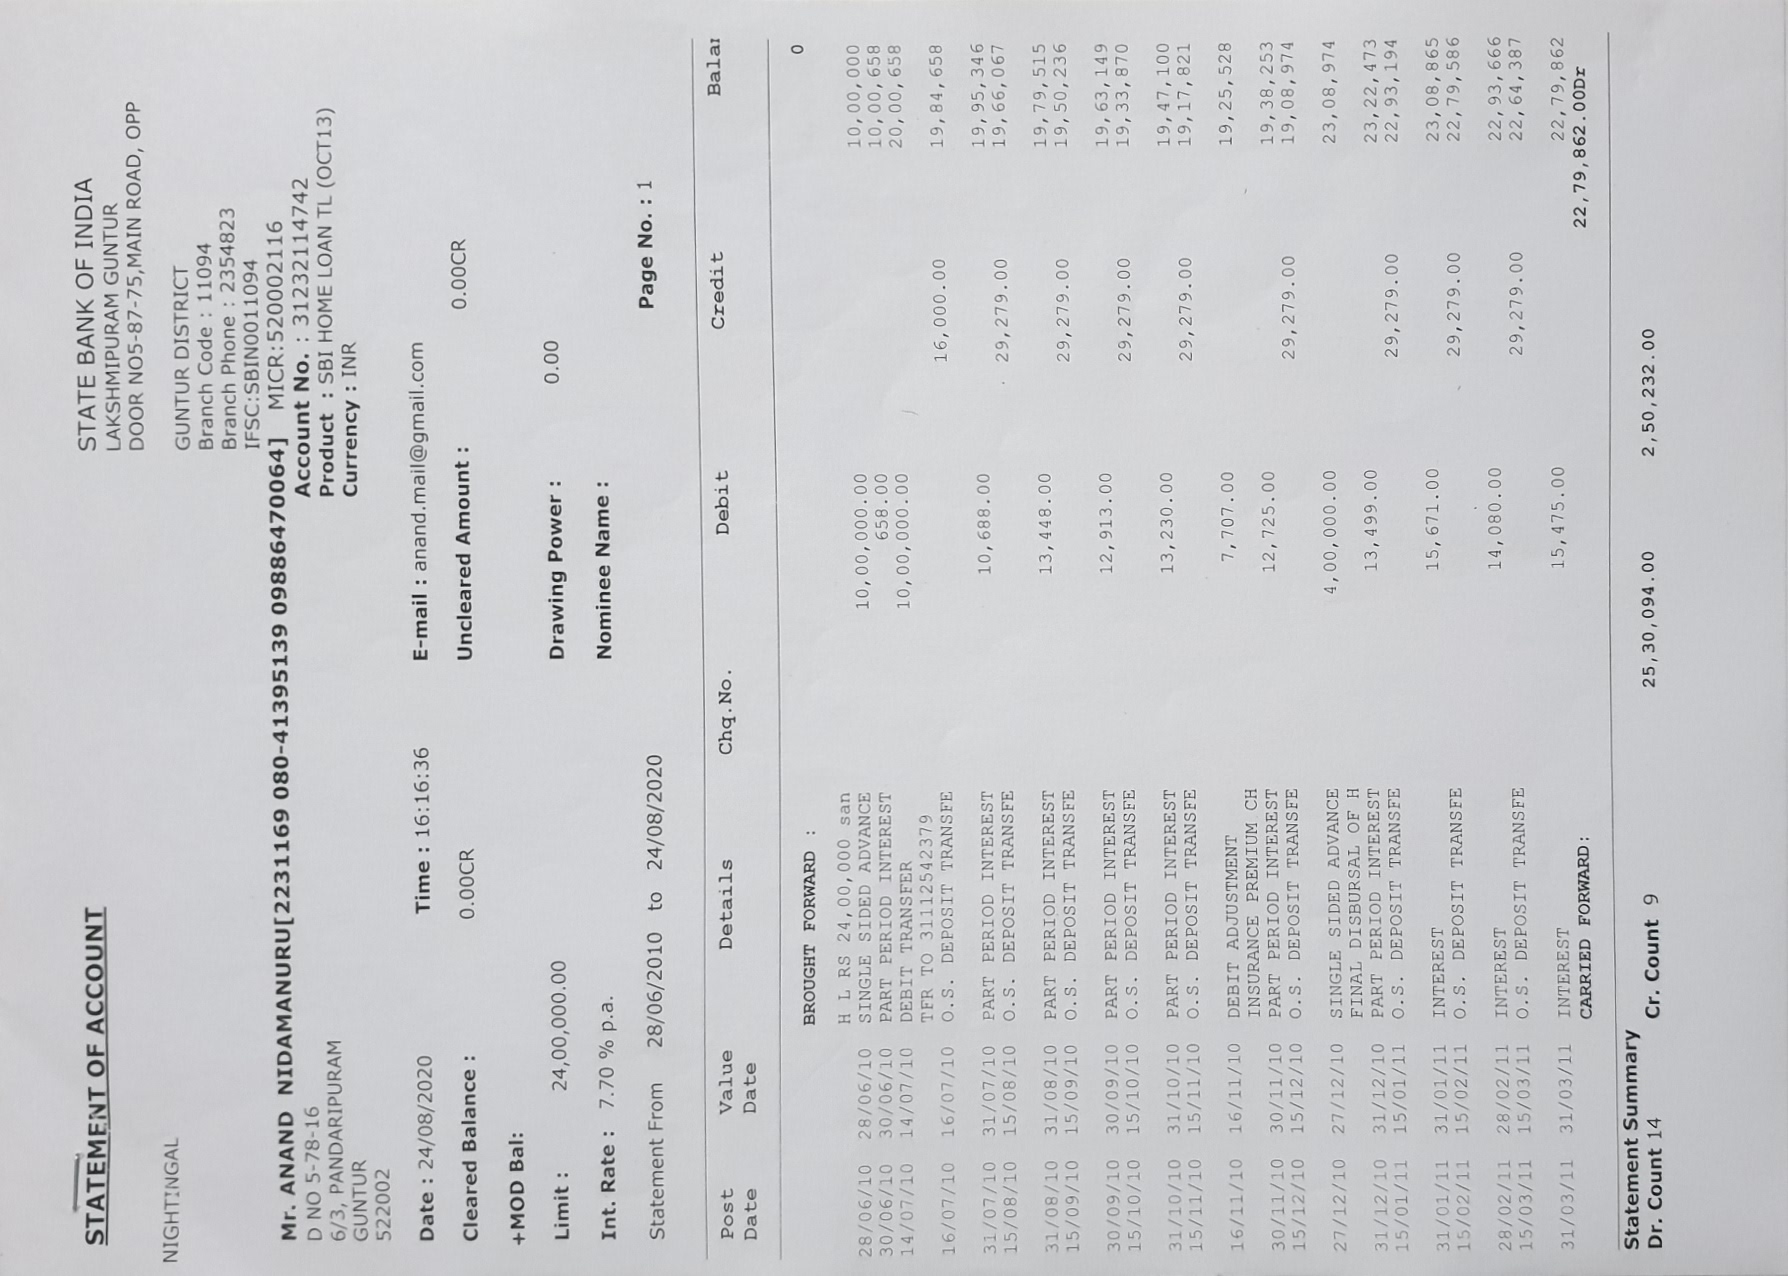 STATEMENT OF ACCOUNT
STATE BANK OF INDIA
LAKSHMIPURAM GUNTUR
DOOR NO5-87-75,MAIN ROAD, OPP
NIGHTINGAL
GUNTUR DISTRICT
Branch Code : 11094
Branch Phone : 2354823
IFSC:SBIN0011094
Mr. ANAND NIDAMANURU[2231169 080-41395139 09886470064] MICR:520002116
D NO 5-78-16 Account No. : 31232114742
6/3, PANDARIPURAM Product : SBI HOME LOAN TL (OCT13)
GUNTUR Currency : INR
522002
Date : 24/08/2020 Time : 16:16:36 E-mail : anand.mail@gmail.com
Cleared Balance : 0.00CR Uncleared Amount : 0.00CR
+MOD Bal:
Limit : 24,00,000.00 Drawing Power : 0.00
Int. Rate : 7.70 % p.a. Nominee Name :
Statement From 28/06/2010 to 24/08/2020 Page No. : 1
Post Value Details Chq.No. Debit Credit Balan
Date Date
BROUGHT FORWARD : 0
H L RS 24,00,000 san
28/06/10 28/06/10 SINGLE SIDED ADVANCE 10,00,000.00 10,00,000
30/06/10 30/06/10 PART PERIOD INTEREST 658.00 10,00,658
14/07/10 14/07/10 DEBIT TRANSFER 10,00,000.00 20,00,658
TFR TO 31112542379
16/07/10 16/07/10 O.S. DEPOSIT TRANSFE 16,000.00 19,84,658
31/07/10 31/07/10 PART PERIOD INTEREST 10,688.00 19,95,346
15/08/10 15/08/10 O.S. DEPOSIT TRANSFE 29,279.00 19,66,067
31/08/10 31/08/10 PART PERIOD INTEREST 13,448.00 19,79,515
15/09/10 15/09/10 O.S. DEPOSIT TRANSFE 29,279.00 19,50,236
30/09/10 30/09/10 PART PERIOD INTEREST 12,913.00 19,63,149
15/10/10 15/10/10 O.S. DEPOSIT TRANSFE 29,279.00 19,33,870
31/10/10 31/10/10 PART PERIOD INTEREST 13,230.00 19,47,100
15/11/10 15/11/10 O.S. DEPOSIT TRANSFE 29,279.00 19,17,821
16/11/10 16/11/10 DEBIT ADJUSTMENT 7,707.00 19,25,528
INSURANCE PREMIUM CH
30/11/10 30/11/10 PART PERIOD INTEREST 12,725.00 19,38,253
15/12/10 15/12/10 O.S. DEPOSIT TRANSFE 29,279.00 19,08,974
27/12/10 27/12/10 SINGLE SIDED ADVANCE 4,00,000.00 23,08,974
FINAL DISBURSAL OF H
31/12/10 31/12/10 PART PERIOD INTEREST 13,499.00 23,22,473
15/01/11 15/01/11 O.S. DEPOSIT TRANSFE 29,279.00 22,93,194
31/01/11 31/01/11 INTEREST 15,671.00 23,08,865
15/02/11 15/02/11 O.S. DEPOSIT TRANSFE 29,279.00 22,79,586
28/02/11 28/02/11 INTEREST 14,080.00 22,93,666
15/03/11 15/03/11 O.S. DEPOSIT TRANSFE 29,279.00 22,64,387
31/03/11 31/03/11 INTEREST 15,475.00 22,79,862
CARRIED FORWARD: 22,79,862.00Dr
Statement Summary
Dr. Count 14 Cr. Count 9 25,30,094.00 2,50,232.00